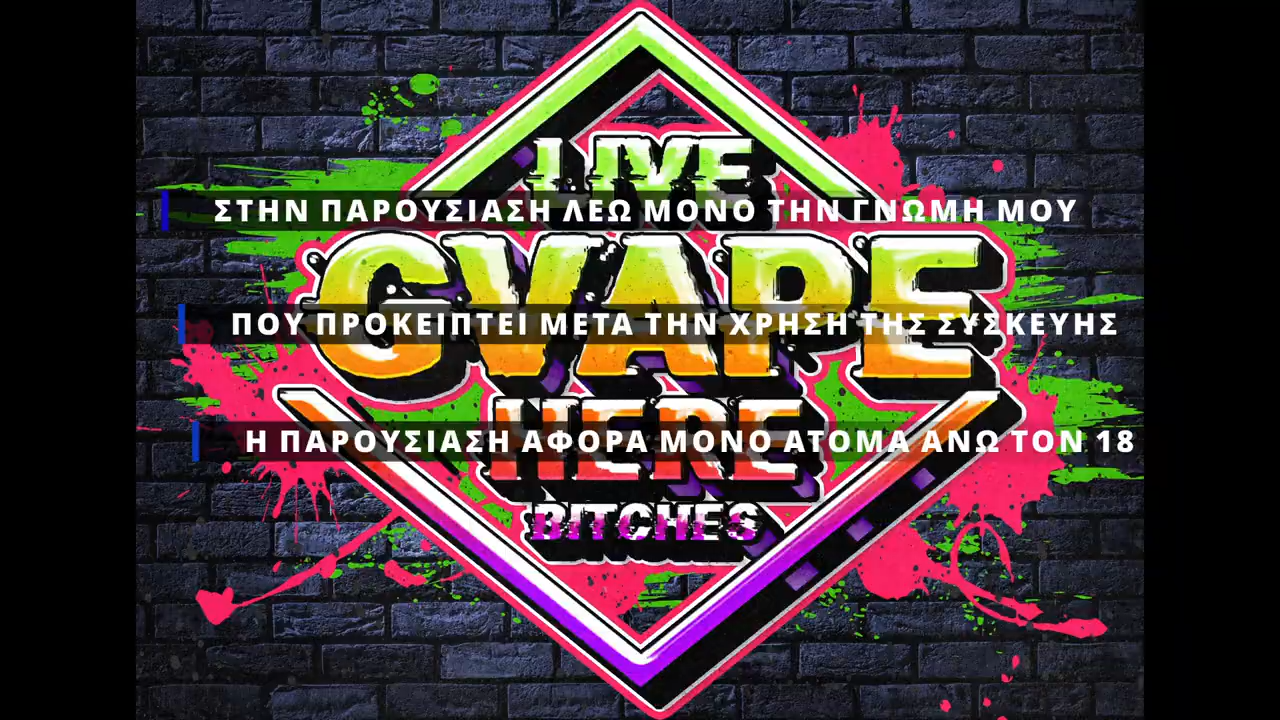 LIVE
ΣΤΗΝ ΠΑΡΟΥΣΙΑΣΗ ΛΕΩ ΜΟΝΟ ΤΗΝ ΓΝΩΜΗ ΜΟΥ
GVAPE
ΠΟΥ ΠΡΟΚΕΙΠΤΕΙ ΜΕΤΑ ΤΗΝ ΧΡΗΣΗ ΤΗΣ ΣΥΣΚΕΥΗΣ
HERE
Η ΠΑΡΟΥΣΙΑΣΗ ΑΦΟΡΑ ΜΟΝΟ ΑΤΟΜΑ ΑΝΩ ΤΟΝ 18
BITCHES